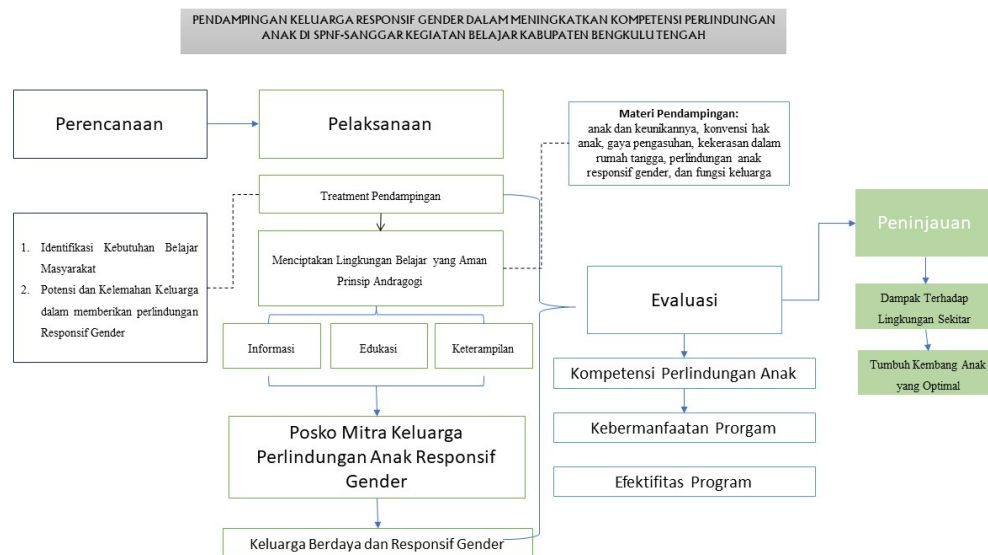 PENDAMPINGAN KELUARGA RESPONSIF GENDER DALAM MENINGKATKAN KOMPETENSI PERLINDUNGAN
ANAK DI SPNF-SANGGAR KEGIATAN BELAJAR KABUPATEN BENGKULU TENGAH
Perencanaan
1. Identifikasi Kebutuhan Belajar
Masyarakat
2. Potensi dan Kelemahan Keluarga
dalam memberikan perlindungan
Responsif Gender
Pelaksanaan
Treatment Pendampingan
Menciptakan Lingkungan Belajar yang Aman
Prinsip Andragogi
Informasi
Edukasi
Keterampilan
Posko Mitra Keluarga
Perlindungan Anak Responsif
Gender
Keluarga Berdaya dan Responsif Gender
Materi Pendampingan:
anak dan keunikannya, konvensi hak
anak, gaya pengasuhan, kekerasan dalam
rumah tangga, perlindungan anak
responsif gender, dan fungsi keluarga
Evaluasi
Kompetensi Perlindungan Anak
Kebermanfaatan Prorgam
Efektifitas Program
Peninjauan
Dampak Terhadap
Lingkungan Sekitar
Tumbuh Kembang Anak
yang Optimal